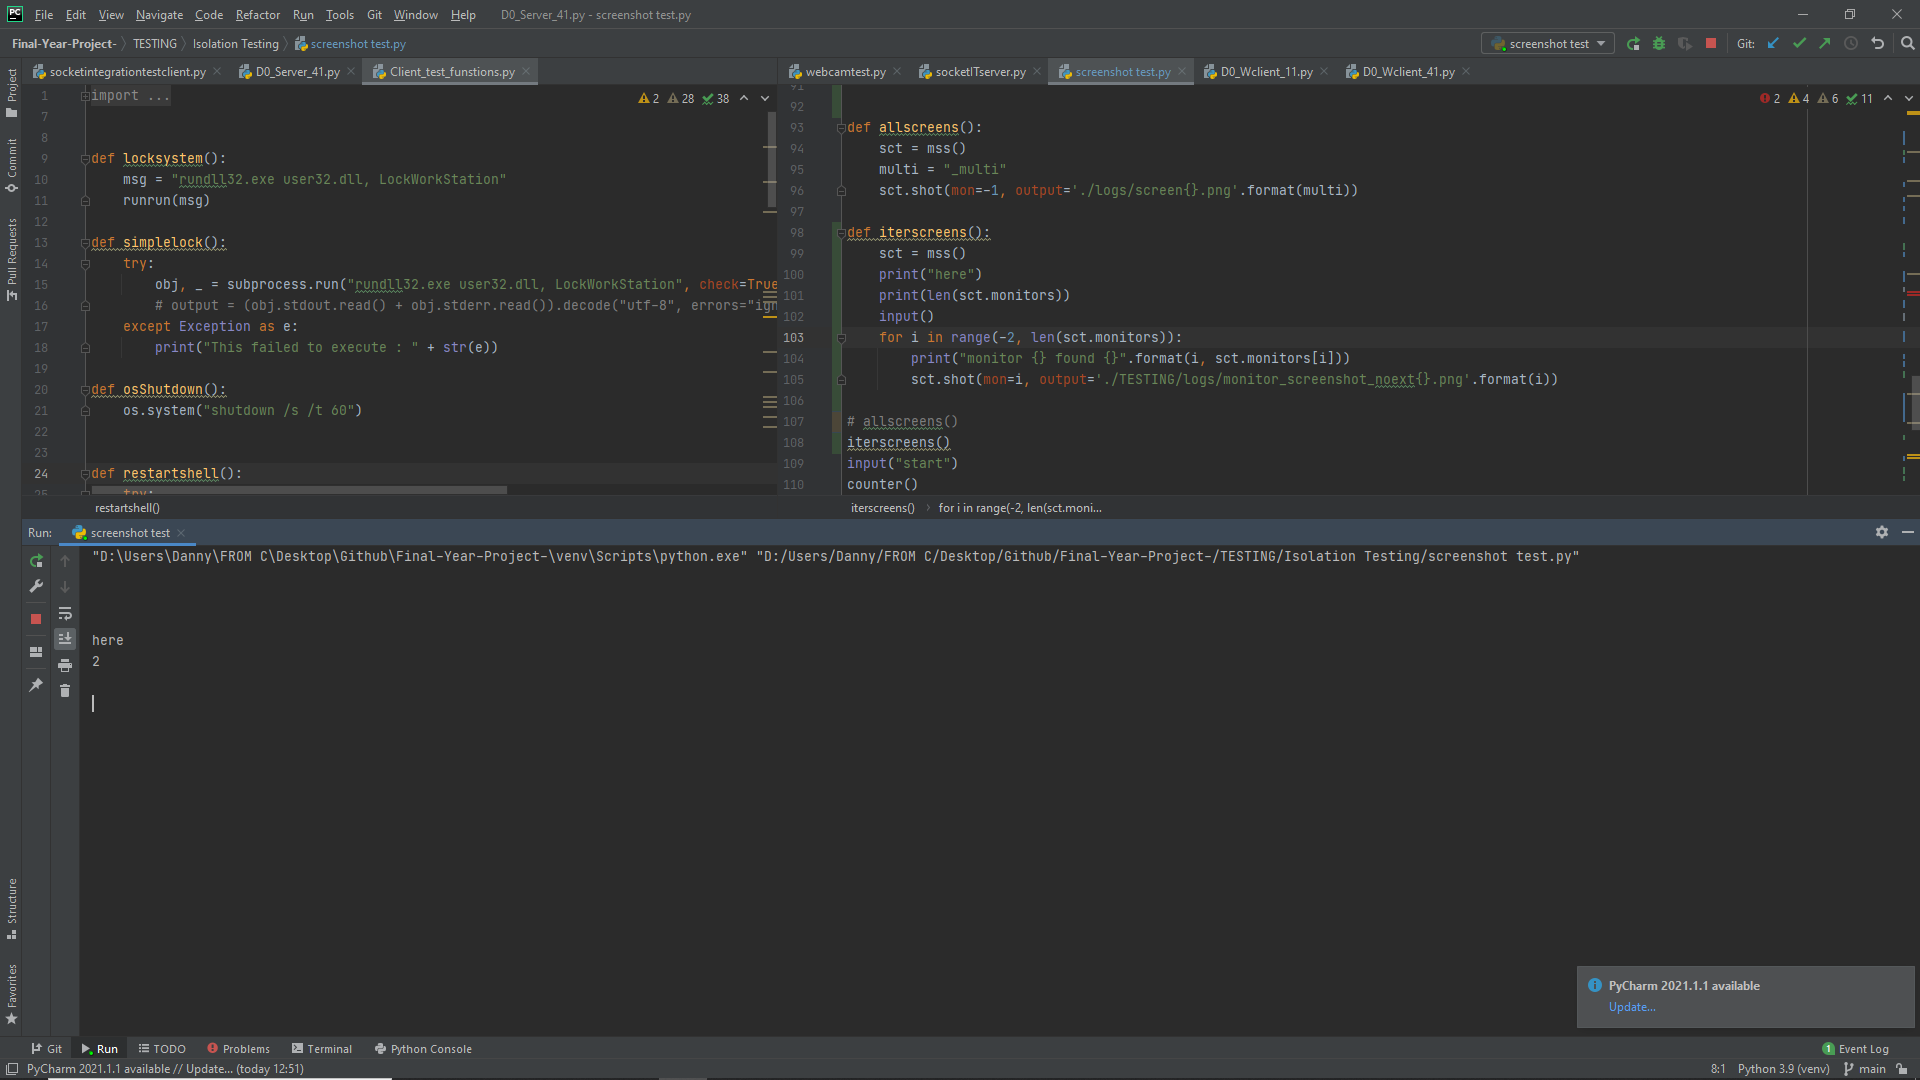 PC File Edit View Navigate Code Refactor Run Tools Git Window Help D0_Server_41.py - screenshot test.py
Final-Year-Project- TESTING Isolation Testing screenshot test.py screenshot test Git:
socketintegrationtestclient.py D0_Server_41.py Client_test_funstions.py
webcamtest.py socketITserver.py screenshot test.py D0_Wclient_11.py D0_Wclient_41.py
Project
Commit
Pull Requests
2 28 38
1 import ...
7
8
9 def locksystem():
10 msg = "rundll32.exe user32.dll, LockWorkStation"
11 runrun(msg)
12
13 def simplelock():
14 try:
15 obj, _ = subprocess.run("rundll32.exe user32.dll, LockWorkStation", check=True
16 # output = (obj.stdout.read() + obj.stderr.read()).decode("utf-8", errors="ign
17 except Exception as e:
18 print("This failed to execute : " + str(e))
19
20 def osShutdown():
21 os.system("shutdown /s /t 60")
22
23
24 def restartshell():
25 try:
restartshell()
2 4 6 11
91
92
93 def allscreens():
94 sct = mss()
95 multi = "_multi"
96 sct.shot(mon=-1, output='./logs/screen{}.png'.format(multi))
97
98 def iterscreens():
99 sct = mss()
100 print("here")
101 print(len(sct.monitors))
102 input()
103 for i in range(-2, len(sct.monitors)):
104 print("monitor {} found {}".format(i, sct.monitors[i]))
105 sct.shot(mon=i, output='./TESTING/logs/monitor_screenshot_noext{}.png'.format(i))
106
107 # allscreens()
108 iterscreens()
109 input("start")
110 counter()
iterscreens() for i in range(-2, len(sct.moni...
Run: screenshot test
"D:\Users\Danny\FROM C\Desktop\Github\Final-Year-Project-\venv\Scripts\python.exe" "D:/Users/Danny/FROM C/Desktop/Github/Final-Year-Project-/TESTING/Isolation Testing/screenshot test.py"
here
2
Structure
Favorites
PyCharm 2021.1.1 available
Update...
Git Run TODO Problems Terminal Python Console 1 Event Log
PyCharm 2021.1.1 available // Update... (today 12:51) 8:1 Python 3.9 (venv) main